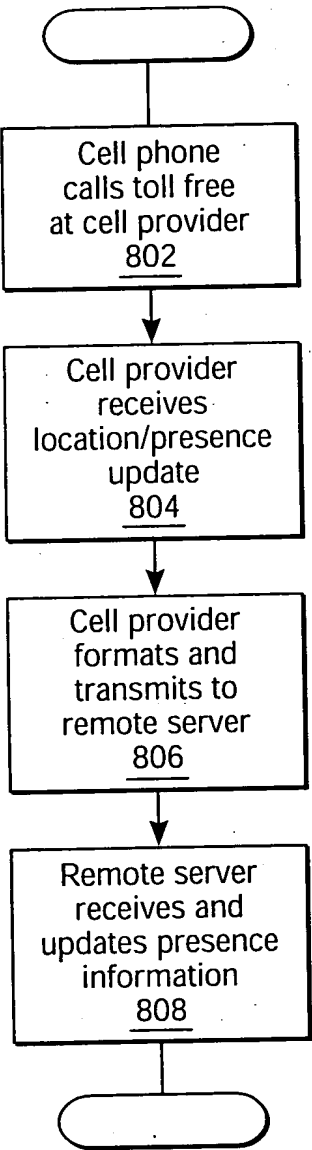 Cell phone
calls toll free
at cell provider
802
Cell provider
receives
location/presence
update
804
Cell provider
formats and
transmits to
remote server
806
Remote server
receives and
updates presence
information
808